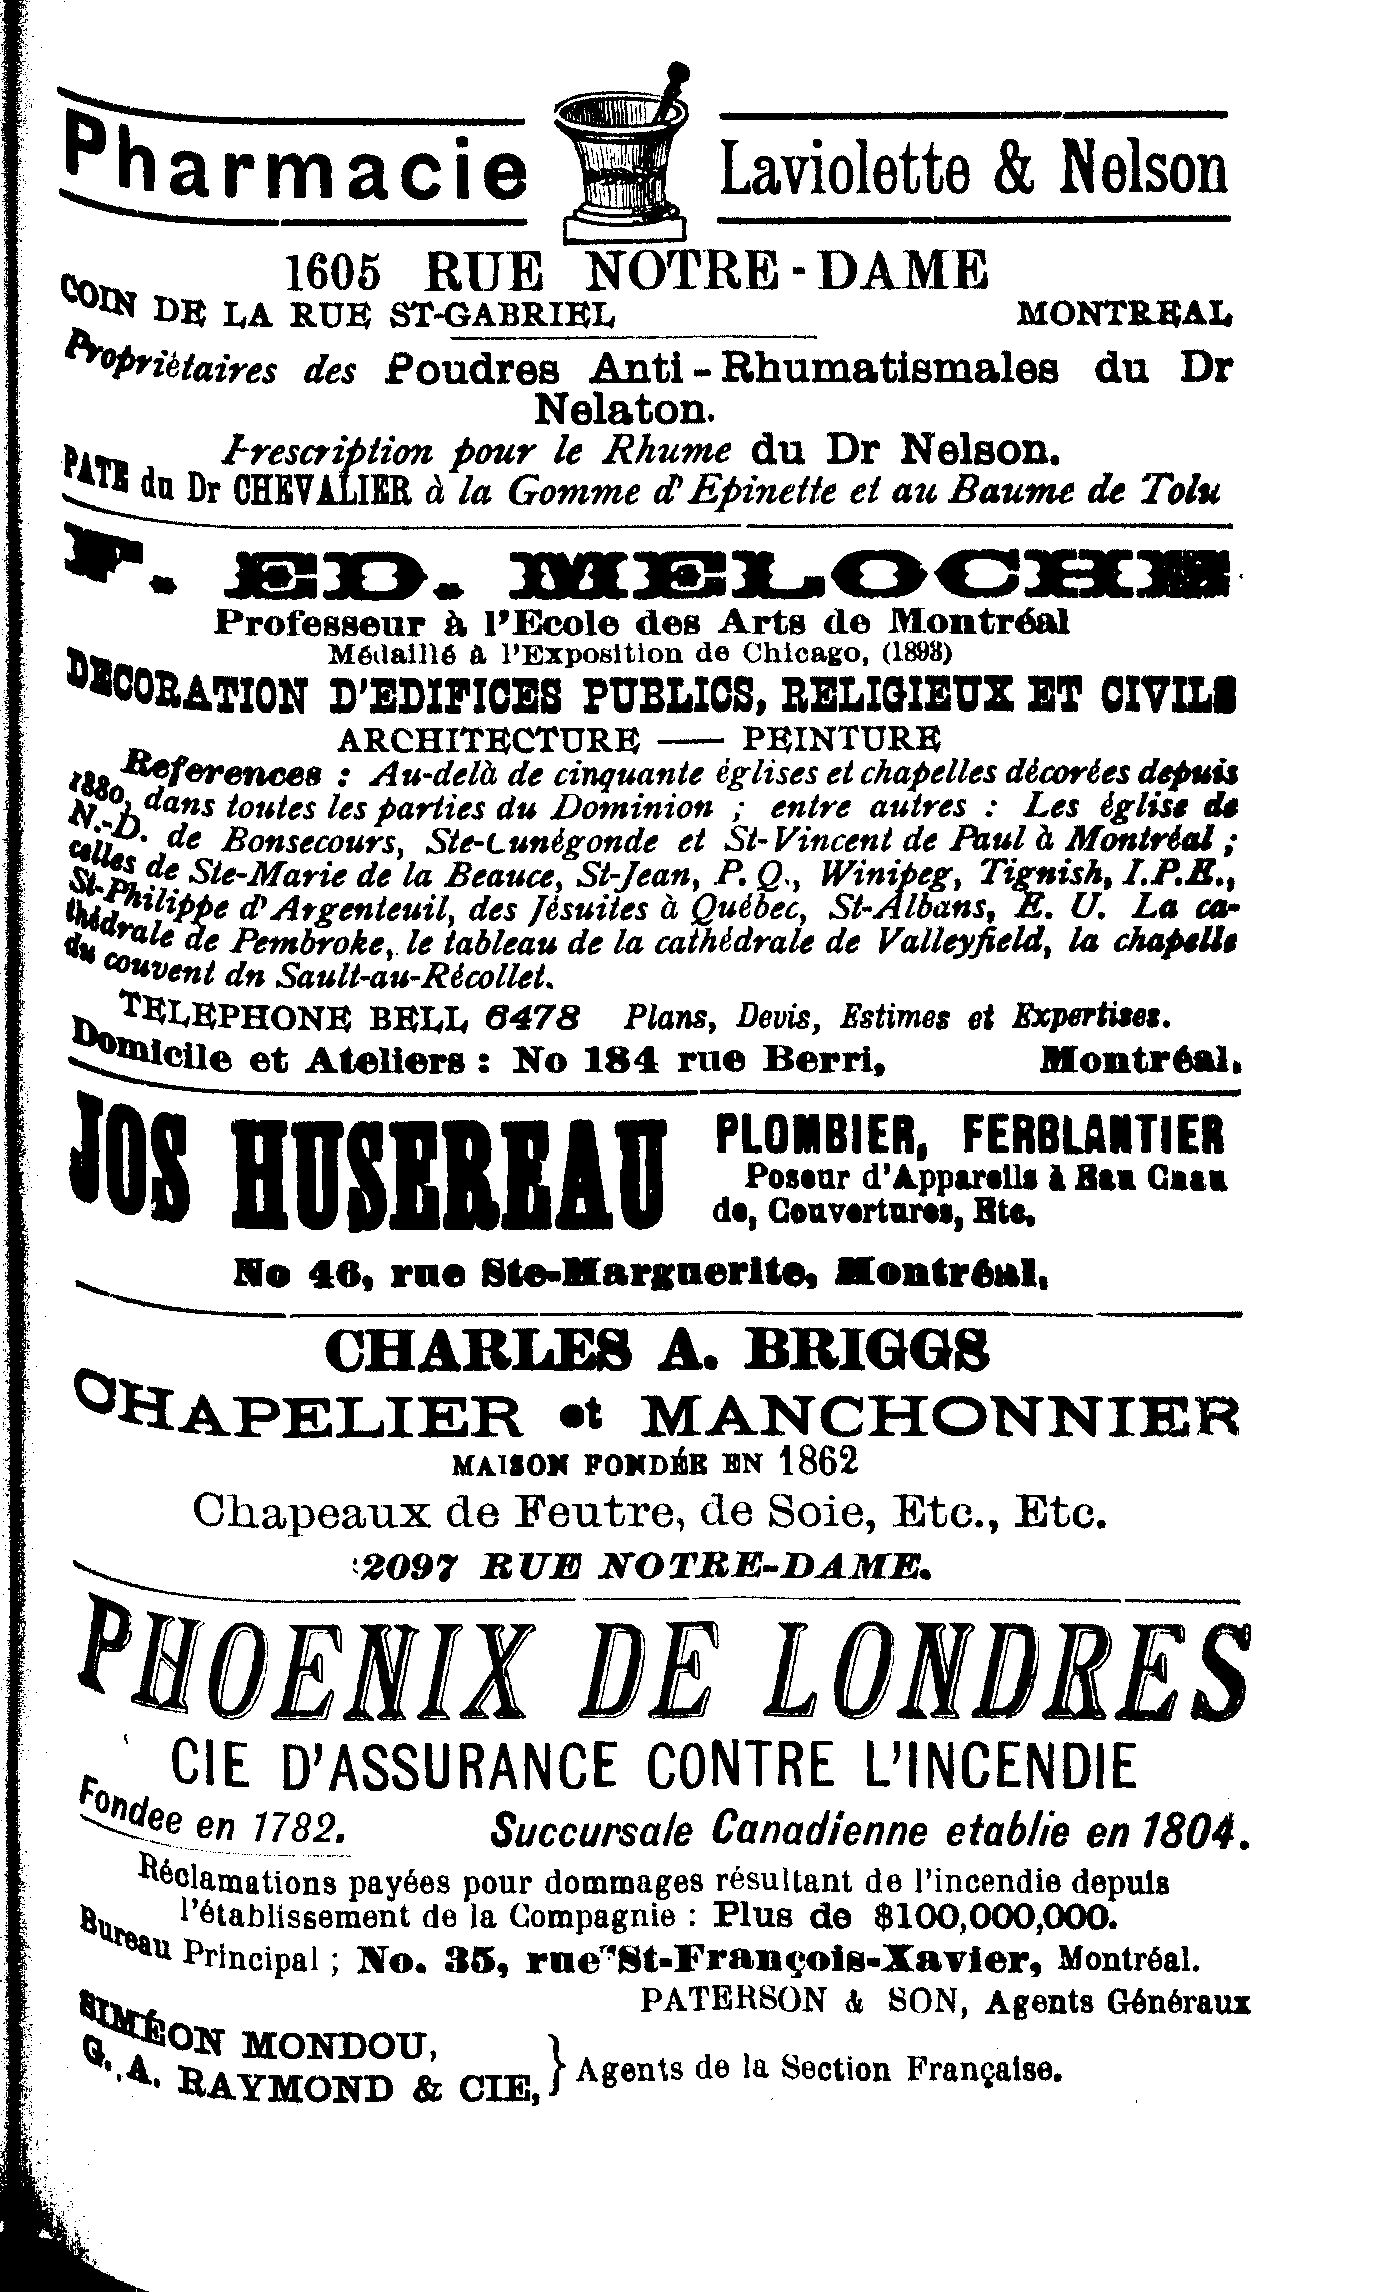 Pharmacie Laviolette & Nelson
1605 RUE NOTRE-DAME
COIN DE LA RUE ST-GABRIEL MONTREAL
Propriètaires des Poudres Anti-Rhumatismales du Dr
Nelaton.
Prescription pour le Rhume du Dr Nelson.
PATE du Dr CHEVALIER à la Gomme d'Epinette et au Baume de Tolu
F. ED. MELOCHE
Professeur à l'Ecole des Arts de Montréal
Médaillé à l'Exposition de Chicago, (1893)
DECORATION D'EDIFICES PUBLICS, RELIGIEUX ET CIVILS
ARCHITECTURE — PEINTURE
References : Au-delà de cinquante églises et chapelles décorées depuis
1880, dans toutes les parties du Dominion ; entre autres : Les église de
N.-D. de Bonsecours, Ste-Cunégonde et St-Vincent de Paul à Montréal ;
celles de Ste-Marie de la Beauce, St-Jean, P. Q., Winipeg, Tignish, I.P.E.,
St-Philippe d'Argenteuil, des Jésuites à Québec, St-Albans, E. U. La ca-
thédrale de Pembroke, le tableau de la cathédrale de Valleyfield, la chapelle
du couvent dn Sault-au-Récollet.
TELEPHONE BELL 6478 Plans, Devis, Estimes et Expertises.
Domicile et Ateliers : No 184 rue Berri, Montréal.
JOS HUSEREAU PLOMBIER, FERBLANTIER
Poseur d'Appareils à Eau Chau
de, Couvertures, Etc,
No 46, rue Ste-Marguerite, Montréal,
CHARLES A. BRIGGS
CHAPELIER et MANCHONNIER
MAISON FONDÉE EN 1862
Chapeaux de Feutre, de Soie, Etc., Etc.
2097 RUE NOTRE-DAME.
PHOENIX DE LONDRES
CIE D'ASSURANCE CONTRE L'INCENDIE
Fondee en 1782. Succursale Canadienne etablie en 1804.
Réclamations payées pour dommages résultant de l'incendie depuis
l'établissement de la Compagnie : Plus de $100,000,000.
Bureau Principal ; No. 35, rue St-François-Xavier, Montréal.
PATERSON & SON, Agents Généraux
SIMÉON MONDOU,
G. A. RAYMOND & CIE, } Agents de la Section Française.